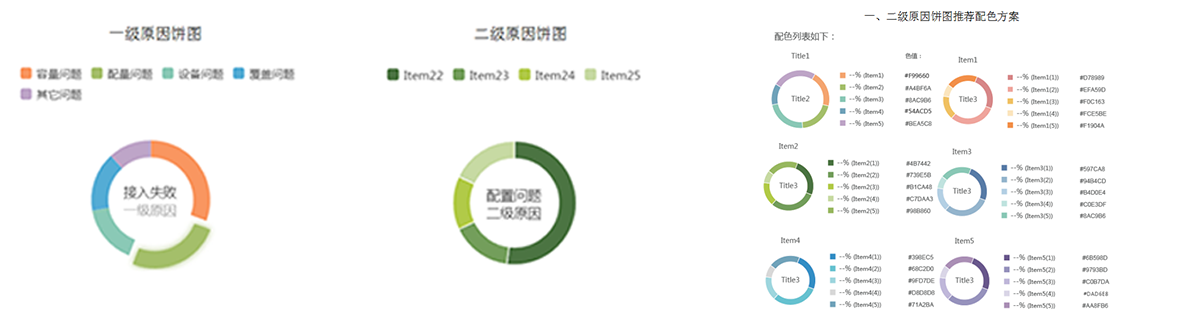 一级原因饼图
容量问题 配量问题 设备问题 覆盖问题
其它问题
接入失败
一级原因
二级原因饼图
Item22 Item23 Item24 Item25
配置问题
二级原因
一、二级原因饼图推荐配色方案
配色列表如下：
Title1
色值：
Title2
--% (Item1) #F99660
--% (Item2) #A4BF6A
--% (Item3) #8AC9B6
--% (Item4) #54ACD5
--% (Item5) #BEA5C8
Item1
Title3
--% (Item1(1)) #D78989
--% (Item1(2)) #EFA59D
--% (Item1(3)) #F0C163
--% (Item1(4)) #FCE5BE
--% (Item1(5)) #F1904A
Item2
Title3
--% (Item2(1)) #4B7442
--% (Item2(2)) #739E5B
--% (Item2(3)) #B1CA48
--% (Item2(4)) #C7DAA3
--% (Item2(5)) #98B860
Item3
Title3
--% (Item3(1)) #597CA8
--% (Item3(2)) #94B4CD
--% (Item3(3)) #B4D0E4
--% (Item3(4)) #C0E3DF
--% (Item3(5)) #8AC9B6
Item4
Title3
--% (Item4(1)) #398EC5
--% (Item4(2)) #68C2D0
--% (Item4(3)) #9FD7DE
--% (Item4(4)) #D8D8D8
--% (Item4(5)) #71A2BA
Item5
Title3
--% (Item5(1)) #6B598D
--% (Item5(2)) #9793BD
--% (Item5(3)) #C0B7DA
--% (Item5(4))
--% (Item5(5)) #AA8FB6